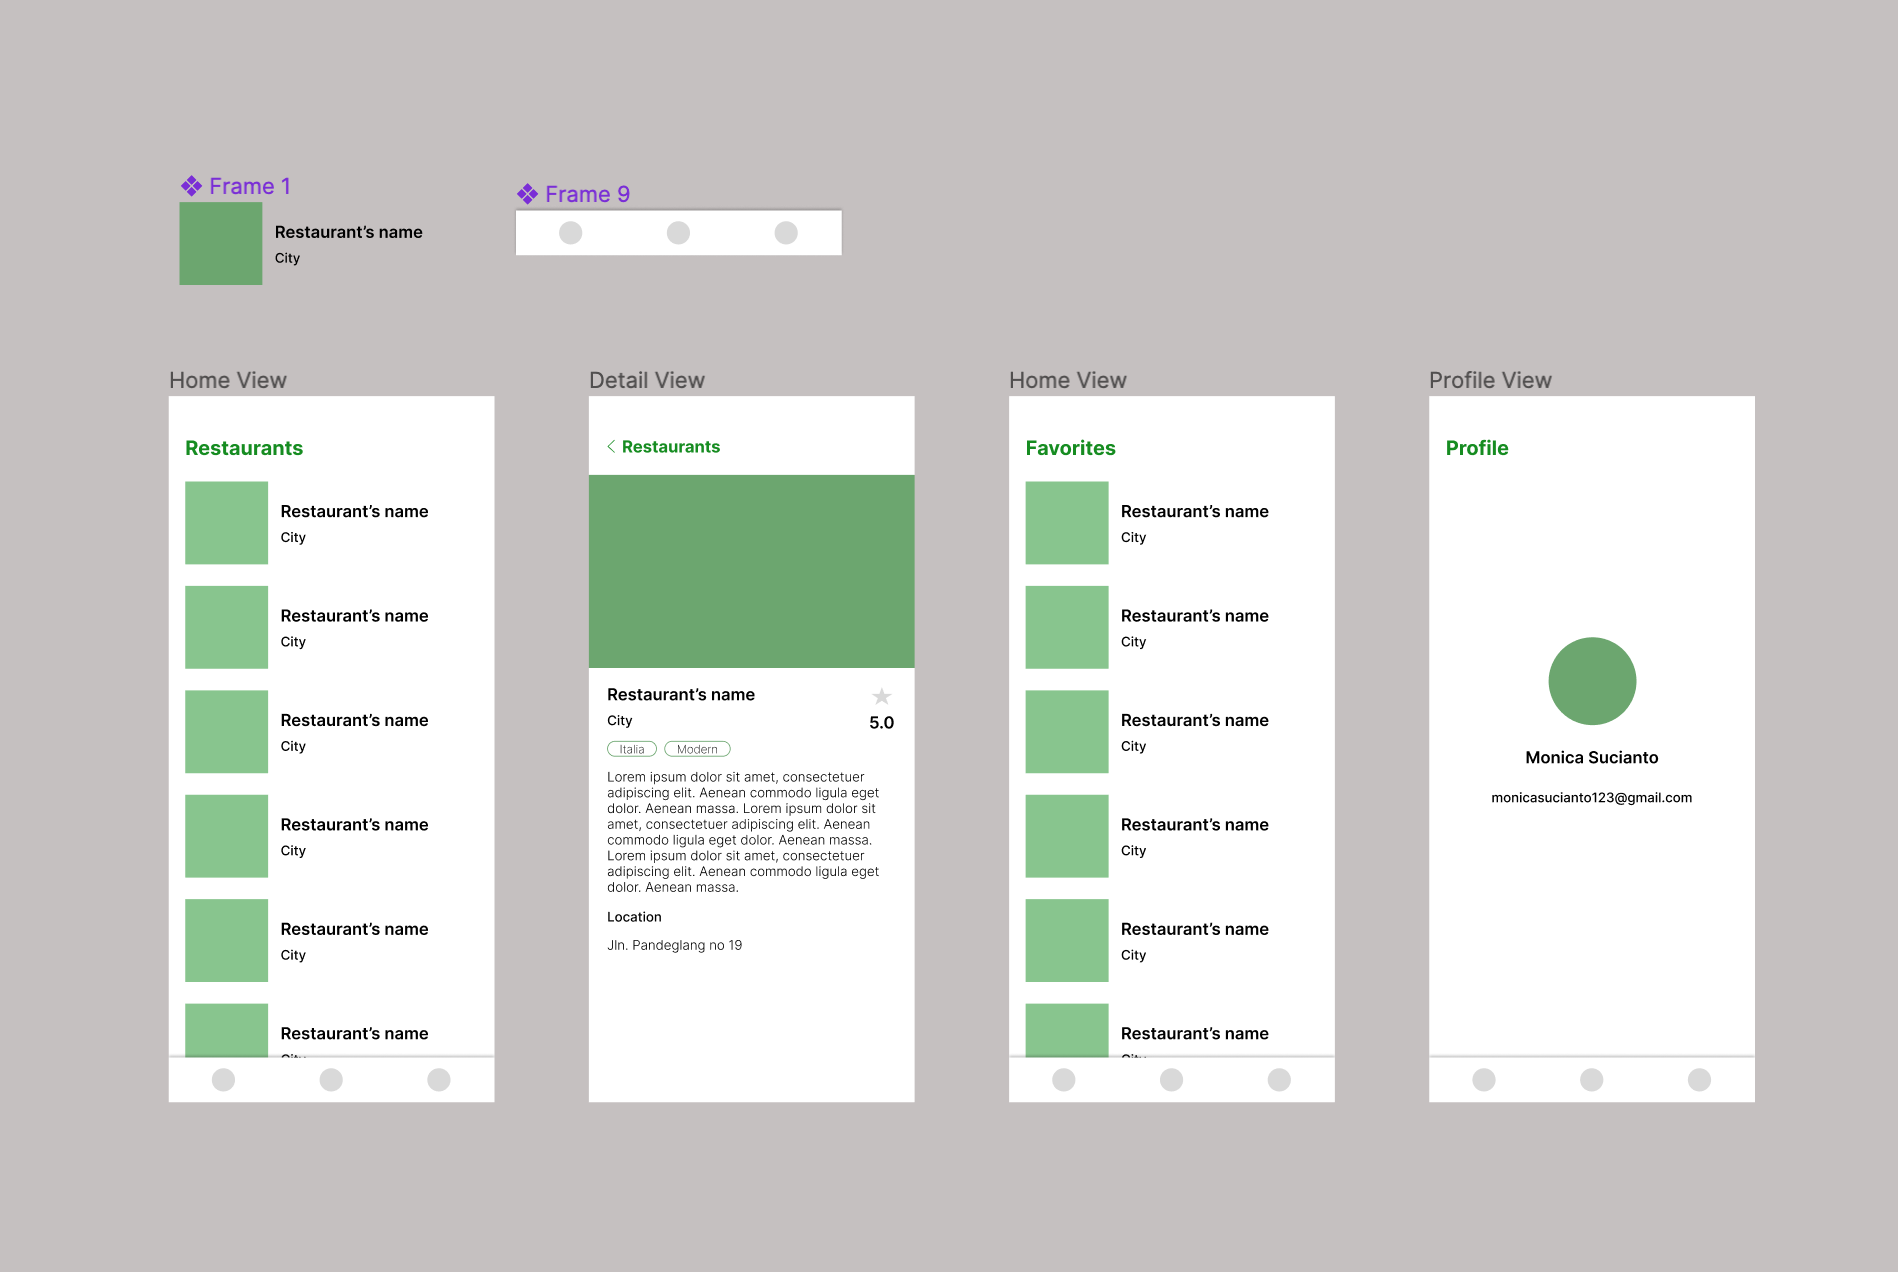 Frame 1
Restaurant's name
City
Frame 9
Home View
Restaurants
Restaurant's name
City
Restaurant's name
City
Restaurant's name
City
Restaurant's name
City
Restaurant's name
City
Restaurant's name
Detail View
Restaurants
Restaurant's name
City
5.0
Italia
Modern
Lorem ipsum dolor sit amet, consectetuer
adipiscing elit. Aenean commodo ligula eget
dolor. Aenean massa. Lorem ipsum dolor sit
amet, consectetuer adipiscing elit. Aenean
commodo ligula eget dolor. Aenean massa.
Lorem ipsum dolor sit amet, consectetuer
adipiscing elit. Aenean commodo ligula eget
dolor. Aenean massa.
Location
Jln. Pandeglang no 19
Home View
Favorites
Restaurant's name
City
Restaurant's name
City
Restaurant's name
City
Restaurant's name
City
Restaurant's name
City
Restaurant's name
Profile View
Profile
Monica Sucianto
monicasucianto123@gmail.com